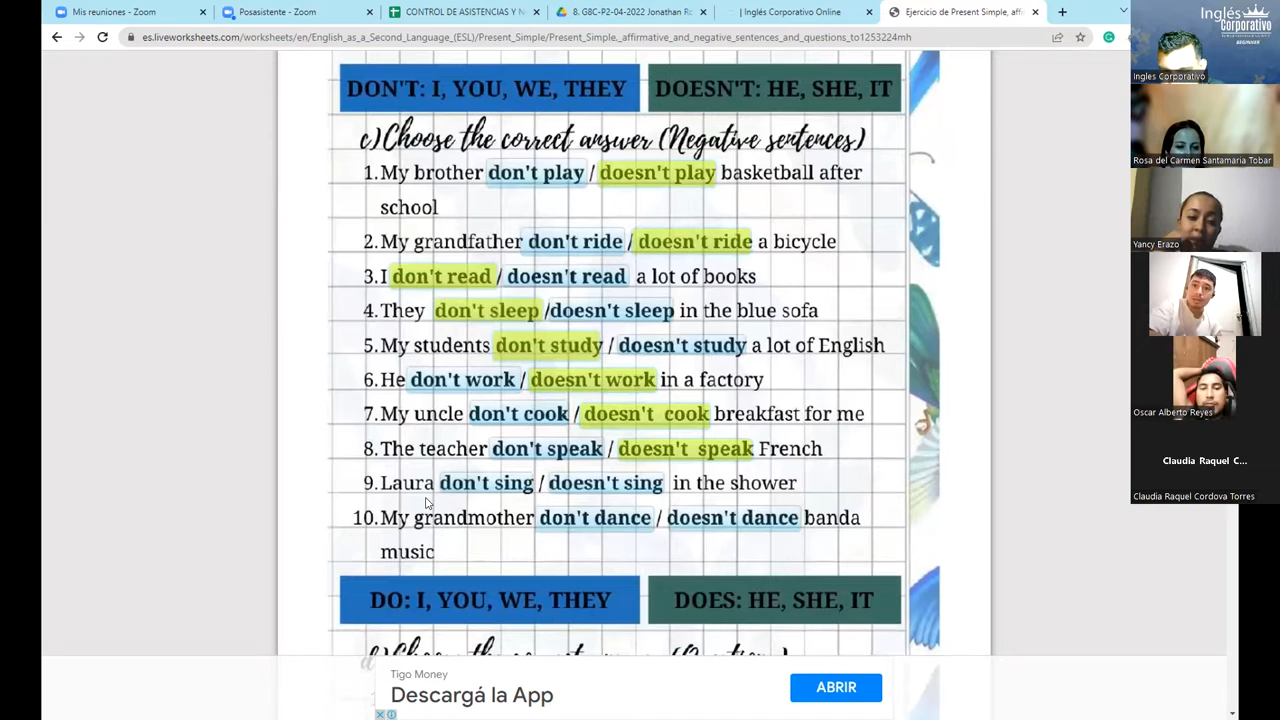 Mis reuniones - Zoom
Posasistente - Zoom
CONTROL DE ASISTENCIAS Y N
8. GBC-P2-04-2022 Jonathan R
Inglés Corporativo Online
Ejercicio de Present Simple, affirm
es.liveworksheets.com/worksheets/en/English_as_a_Second_Language_(ESL)/Present_Simple/Present_Simple._affirmative_and_negative_sentences_and_questions_to1253224mh
Inglés
Corporativo
BEGINNER
Ingles Corporativo
Rosa del Carmen Santamaria Tobar
Yancy Erazo
Oscar Alberto Reyes
Claudia Raquel C...
Claudia Raquel Cordova Torres
DON'T: I, YOU, WE, THEY
DOESN'T: HE, SHE, IT
c)Choose the correct answer (Negative sentences)
1.My brother don't play / doesn't play basketball after
school
2.My grandfather don't ride / doesn't ride a bicycle
3.I don't read / doesn't read a lot of books
4.They don't sleep /doesn't sleep in the blue sofa
5.My students don't study / doesn't study a lot of English
6.He don't work / doesn't work in a factory
7.My uncle don't cook / doesn't cook breakfast for me
8.The teacher don't speak / doesn't speak French
9.Laura don't sing / doesn't sing in the shower
10.My grandmother don't dance / doesn't dance banda
music
DO: I, YOU, WE, THEY
DOES: HE, SHE, IT
Tigo Money
Descargá la App
ABRIR